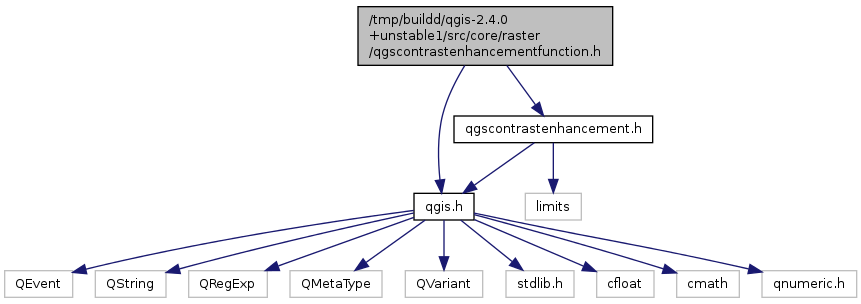 /tmp/buildd/qgis-2.4.0
+unstable1/src/core/raster
/qgscontrastenhancementfunction.h
qgscontrastenhancement.h
qgis.h
limits
QEvent
QString
QRegExp
QMetaType
QVariant
stdlib.h
cfloat
cmath
qnumeric.h